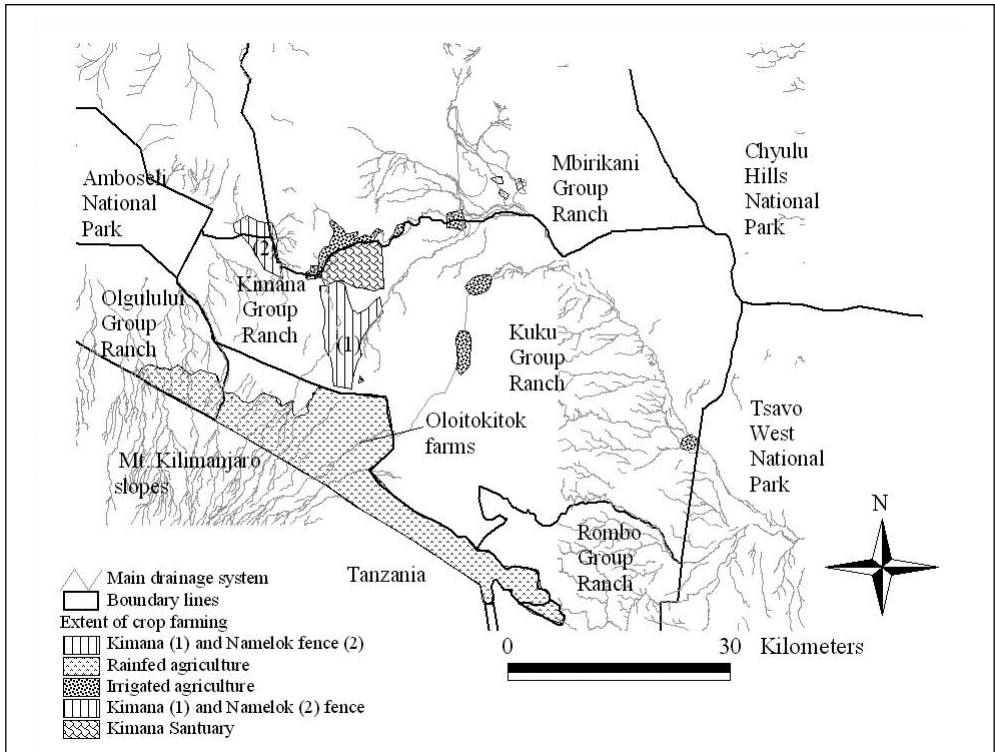 Amboseli
National
Park
(2)
Mbirikani
Group
Ranch
Chyulu
Hills
National
Park
Olgulului
Group
Ranch
Kimana
Group
Ranch
(1)
Kuku
Group
Ranch
Oloitokitok
farms
Tsavo
West
National
Park
Mt. Kilimanjaro
slopes
Rombo
Group
Ranch
Tanzania
N
Main drainage system
Boundary lines
Extent of crop farming
Kimana (1) and Namelok fence (2)
Rainfed agriculture
Irrigated agriculture
Kimana (1) and Namelok (2) fence
Kimana Santuary
0 30 Kilometers